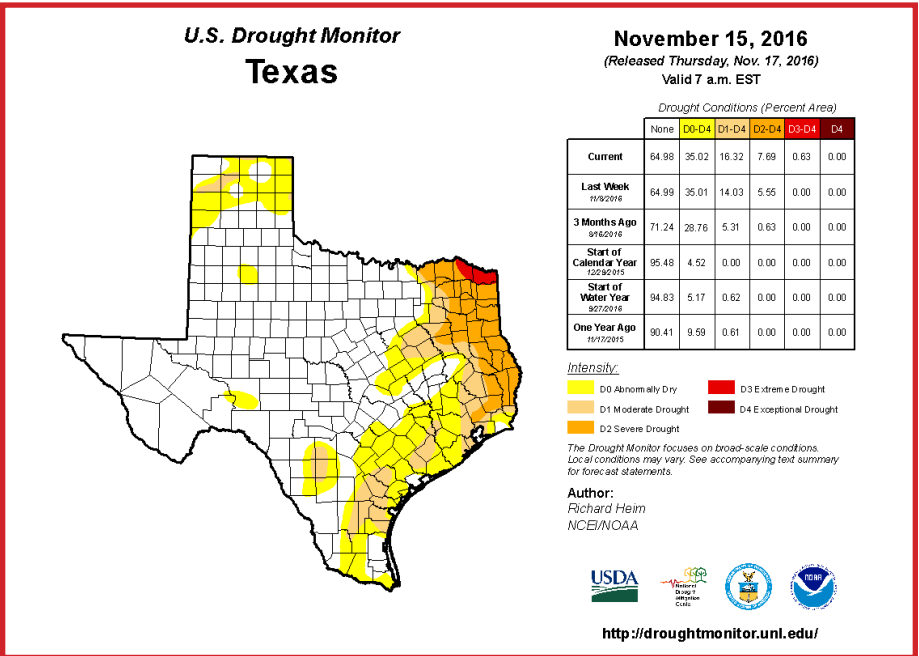 U.S. Drought Monitor
Texas
November 15, 2016
(Released Thursday, Nov. 17, 2016)
Valid 7 a.m. EST
Drought Conditions (Percent Area)
None D0-D4 D1-D4 D2-D4 D3-D4 D4
Current 64.98 35.02 16.32 7.69 0.63 0.00
Last Week 64.99 35.01 14.03 5.55 0.00 0.00
11/8/2016
3 Months Ago 71.24 28.76 5.31 0.63 0.00 0.00
8/16/2016
Start of
Calendar Year 95.48 4.52 0.00 0.00 0.00 0.00
12/29/2015
Start of
Water Year 94.83 5.17 0.62 0.00 0.00 0.00
9/27/2016
One Year Ago 90.41 9.59 0.61 0.00 0.00 0.00
11/17/2015
Intensity:
D0 Abnormally Dry
D1 Moderate Drought
D2 Severe Drought
D3 Extreme Drought
D4 Exceptional Drought
The Drought Monitor focuses on broad-scale conditions.
Local conditions may vary. See accompanying text summary
for forecast statements.
Author:
Richard Heim
NCEI/NOAA
USDA
National
Drought
Mitigation
Center
NOAA
http://droughtmonitor.unl.edu/